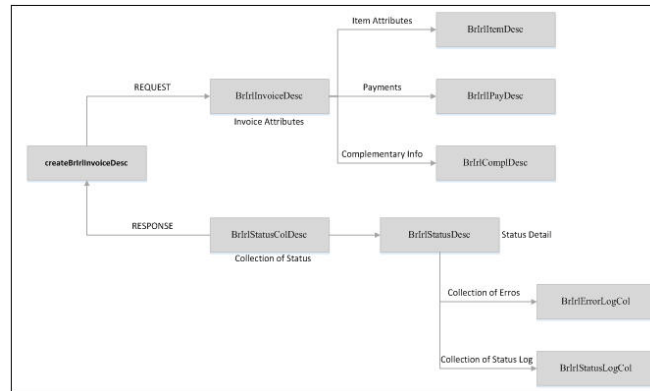 Item Attributes
BrIrlItemDesc
REQUEST
BrIrlInvoiceDesc
Payments
BrIrlIPayDesc
Invoice Attributes
Complementary Info
BrIrlComplDesc
createBrIrlInvoiceDesc
RESPONSE
BrIrlStatusColDesc
BrIrlStatusDesc
Status Detail
Collection of Status
Collection of Erros
BrIrlErrorLogCol
Collection of Status Log
BrIrlStatusLogCol